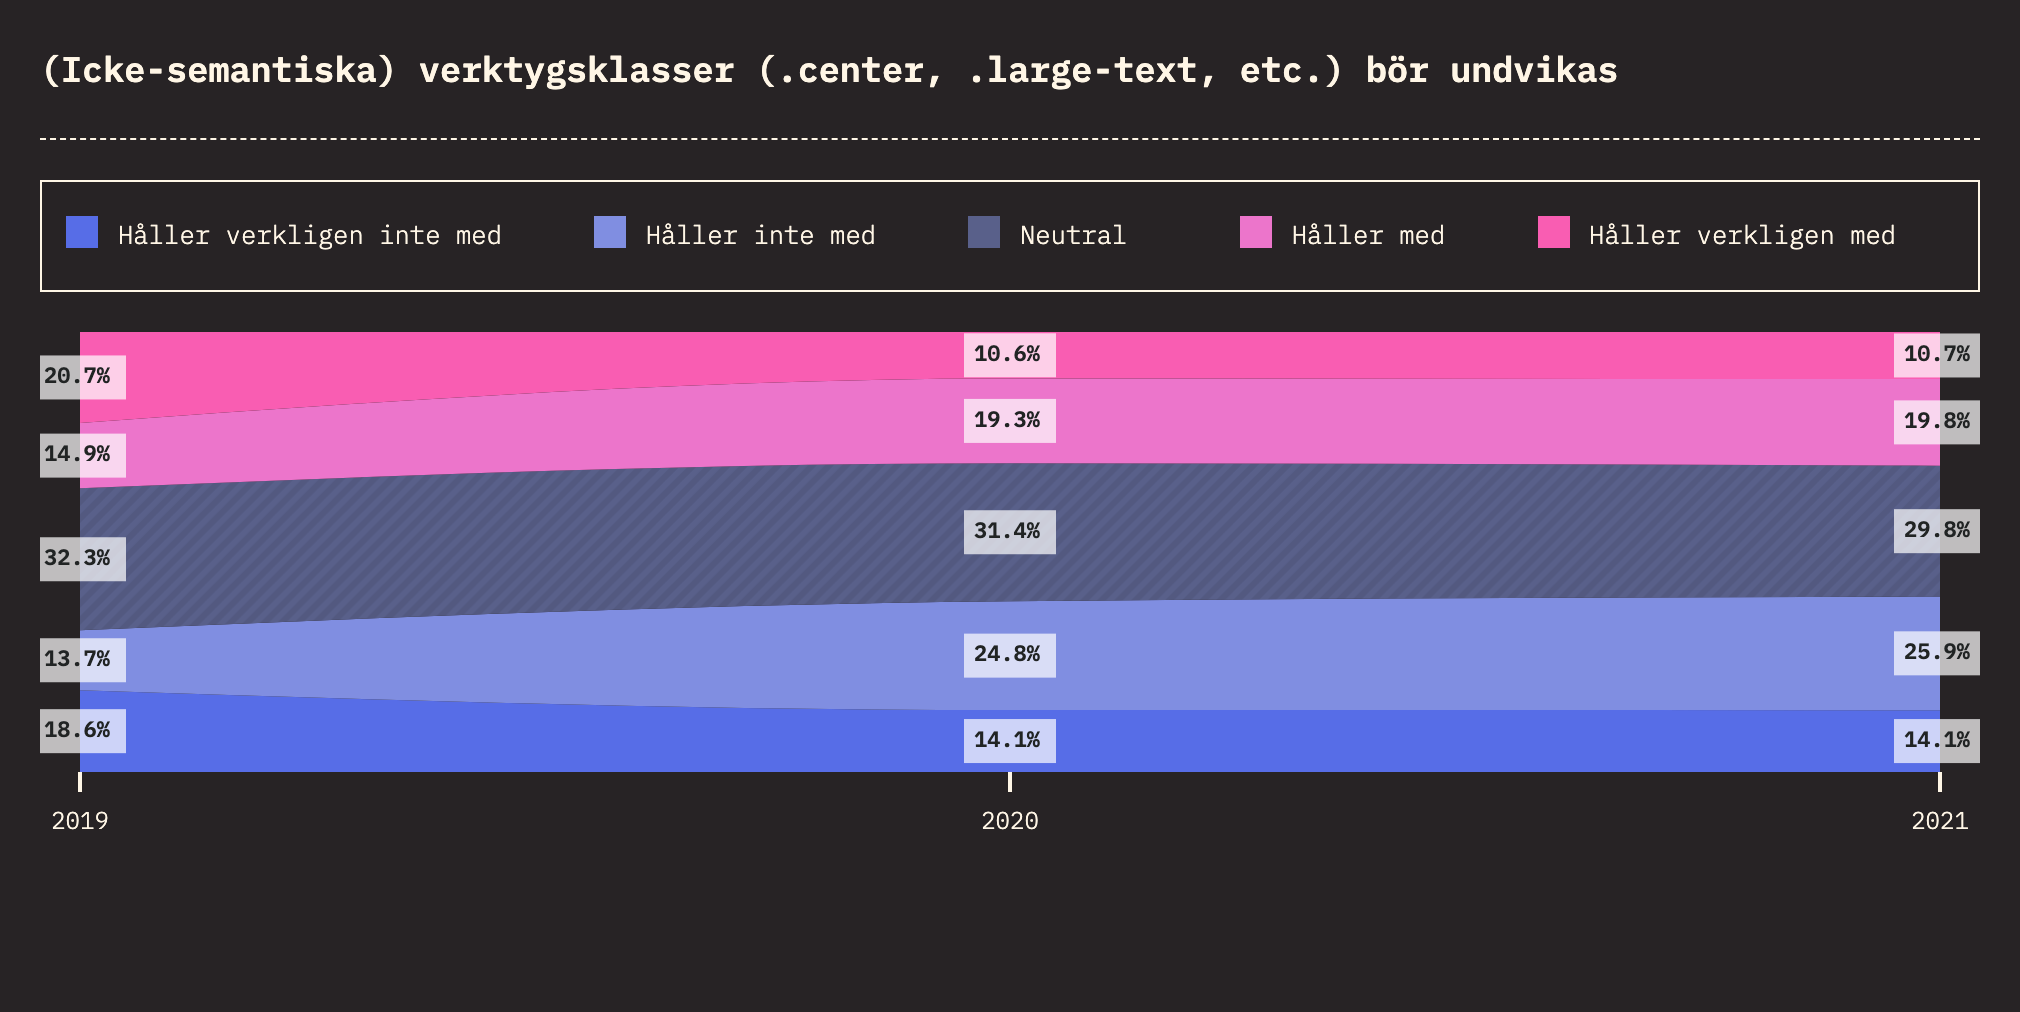 (Icke-semantiska) verktygsklasser (.center, .large-text, etc.) bör undvikas
Håller verkligen inte med Håller inte med Neutral Håller med Håller verkligen med
20.7% 10.6% 10.7%
14.9% 19.3% 19.8%
32.3% 31.4% 29.8%
13.7% 24.8% 25.9%
18.6% 14.1% 14.1%
2019 2020 2021